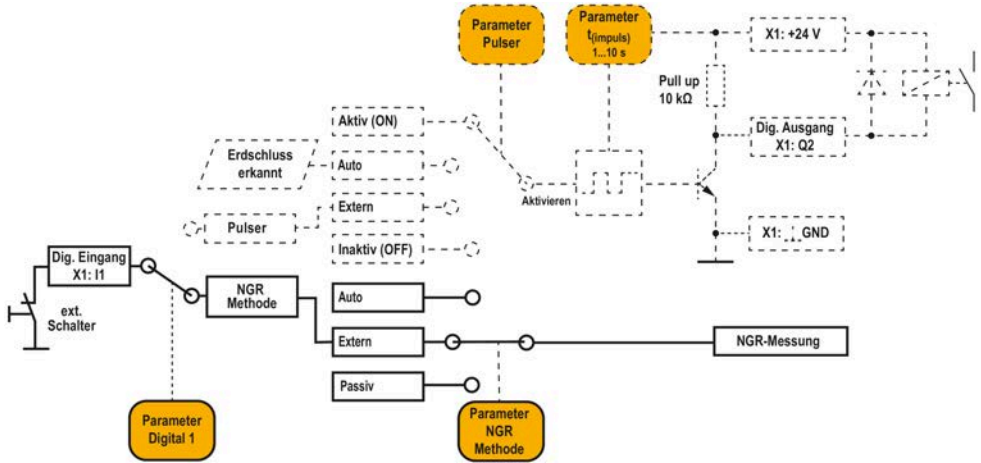 Parameter
Pulser
Parameter
t(impuls)
1...10 s
X1: +24 V
Pull up
10 kΩ
Aktiv (ON)
Dig. Ausgang
X1: Q2
Erdschluss
erkannt
Auto
Aktivieren
Extern
Pulser
X1: GND
Inaktiv (OFF)
Dig. Eingang
X1: I1
NGR
Methode
Auto
ext.
Schalter
Extern
NGR-Messung
Passiv
Parameter
Digital 1
Parameter
NGR
Methode